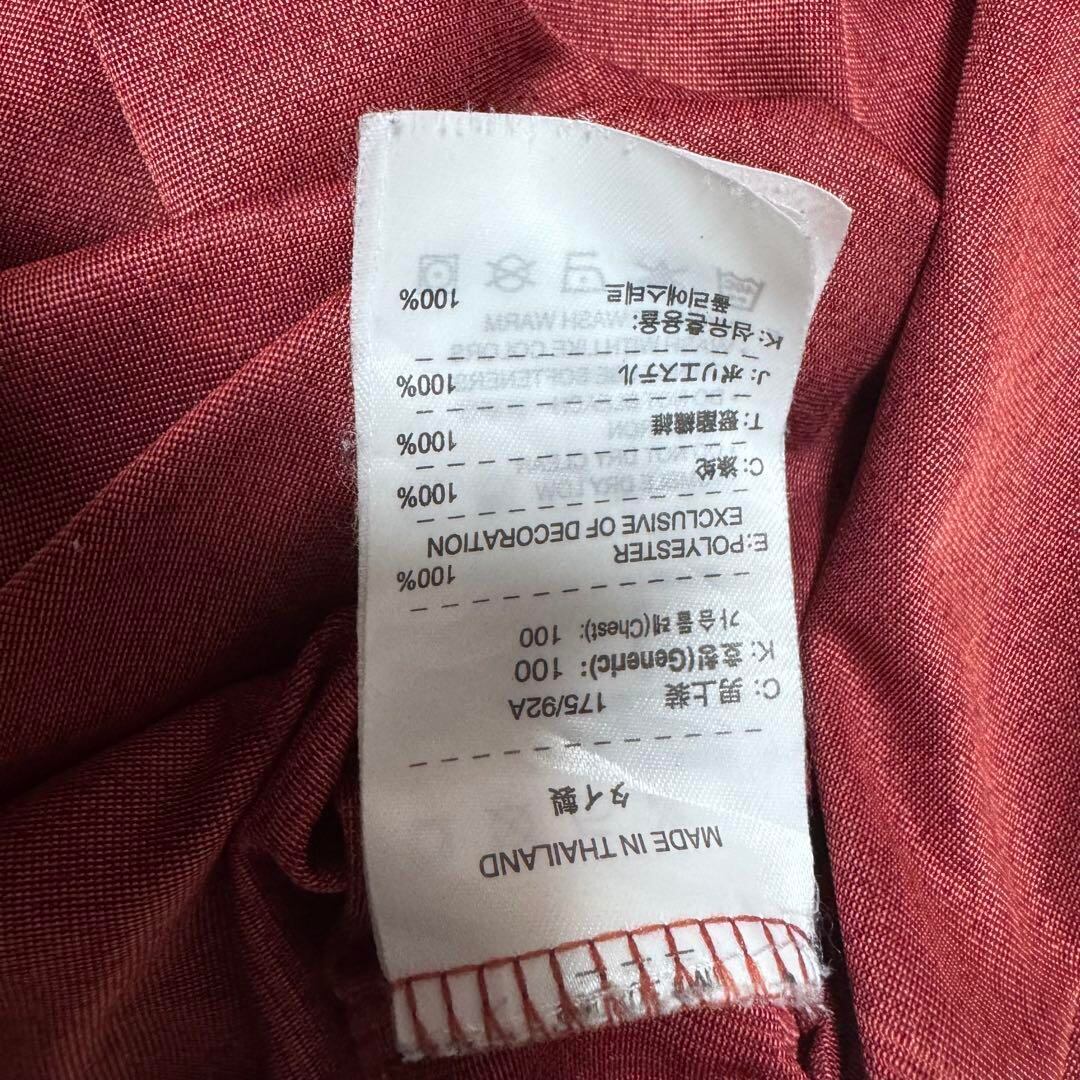 MADE IN THAILAND
タイ製
C: 男上装 175/92A
K: 호칭(Generic): 100
가슴둘레(Chest): 100
E:POLYESTER 100%
EXCLUSIVE OF DECORATION
C: 涤纶 100%
T: 聚酯纖維 100%
J: ポリエステル 100%
K: 섬유혼용율:
폴리에스테르 100%